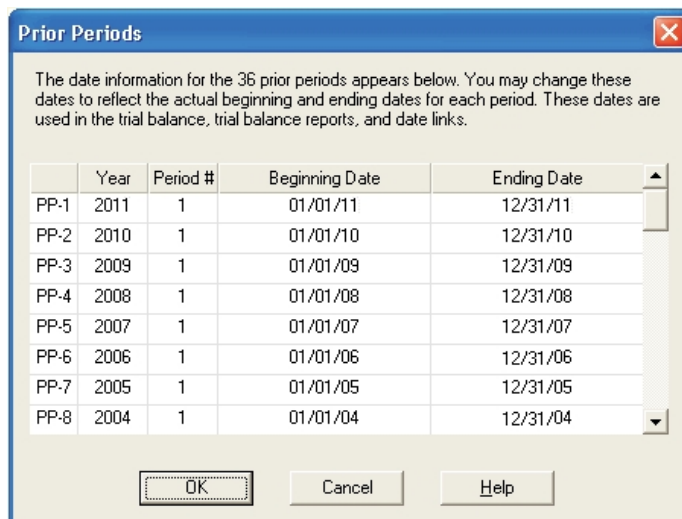 Prior Periods
The date information for the 36 prior periods appears below. You may change these
dates to reflect the actual beginning and ending dates for each period. These dates are
used in the trial balance, trial balance reports, and date links.
Year Period # Beginning Date Ending Date
PP-1 2011 1 01/01/11 12/31/11
PP-2 2010 1 01/01/10 12/31/10
PP-3 2009 1 01/01/09 12/31/09
PP-4 2008 1 01/01/08 12/31/08
PP-5 2007 1 01/01/07 12/31/07
PP-6 2006 1 01/01/06 12/31/06
PP-7 2005 1 01/01/05 12/31/05
PP-8 2004 1 01/01/04 12/31/04
OK Cancel Help